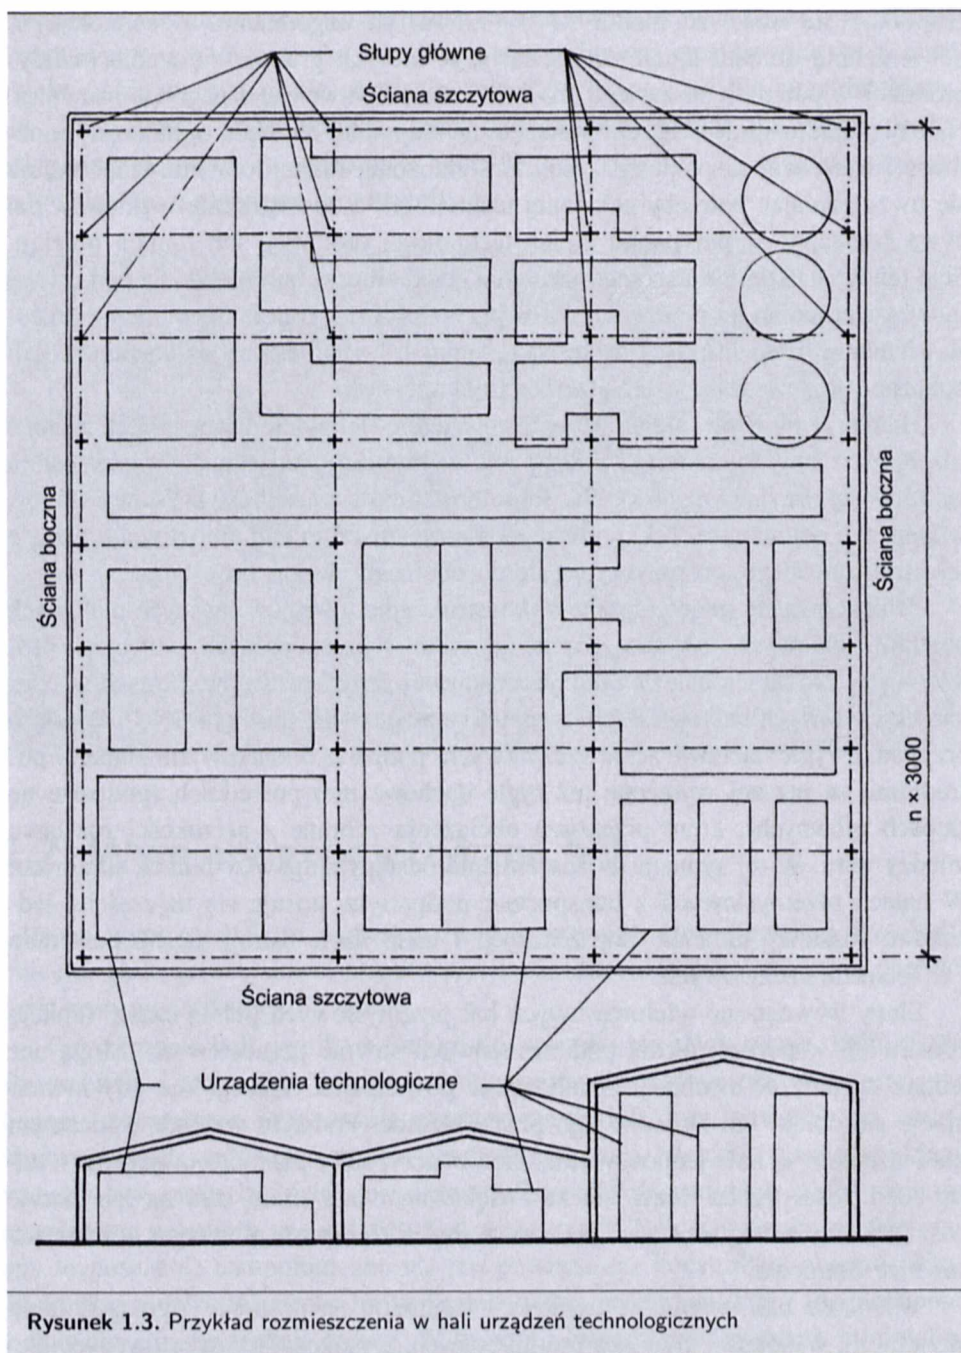 Słupy główne
Ściana szczytowa
Ściana boczna
Ściana boczna
n × 3000
Ściana szczytowa
Urządzenia technologiczne
Rysunek 1.3. Przykład rozmieszczenia w hali urządzeń technologicznych